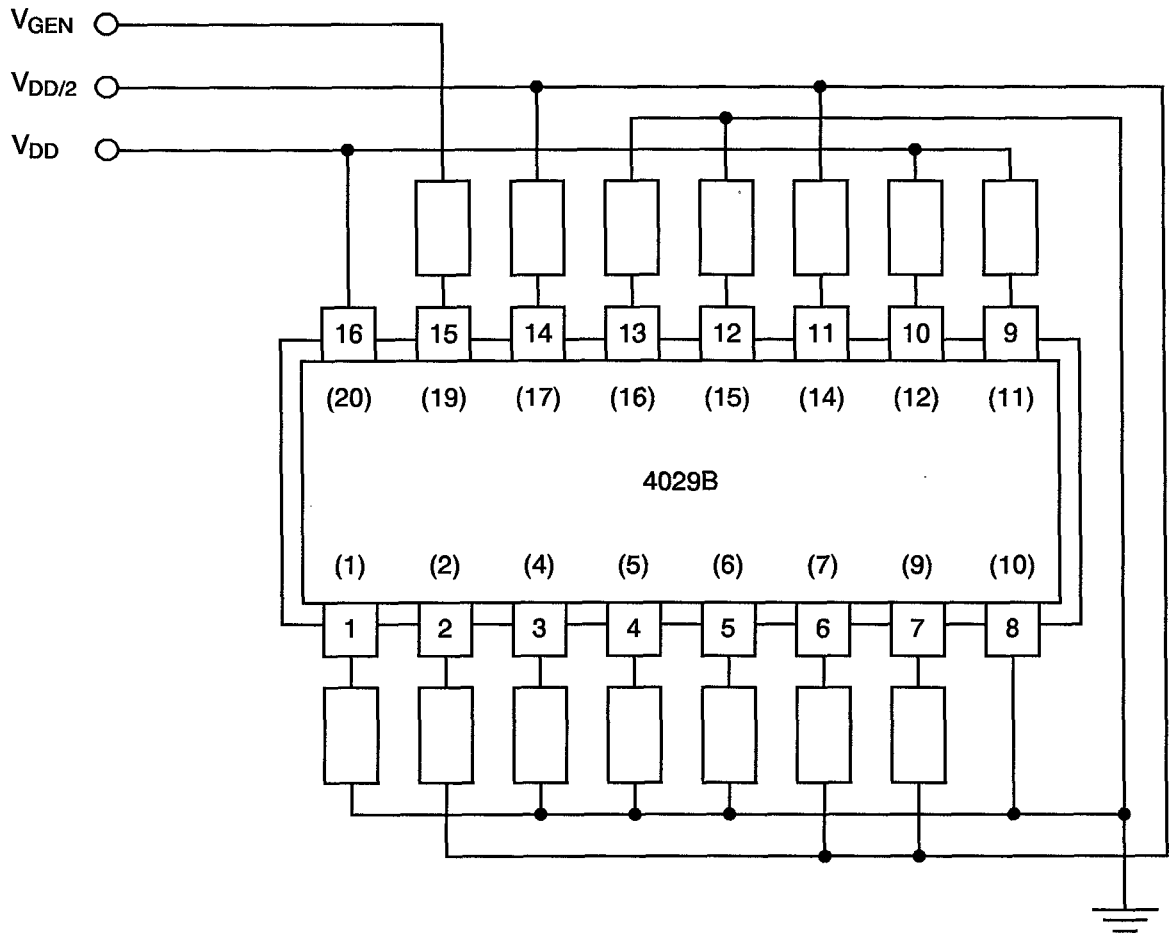 VGEN
VDD/2
VDD
16 15 14 13 12 11 10 9
(20) (19) (17) (16) (15) (14) (12) (11)
4029B
(1) (2) (4) (5) (6) (7) (9) (10)
1 2 3 4 5 6 7 8